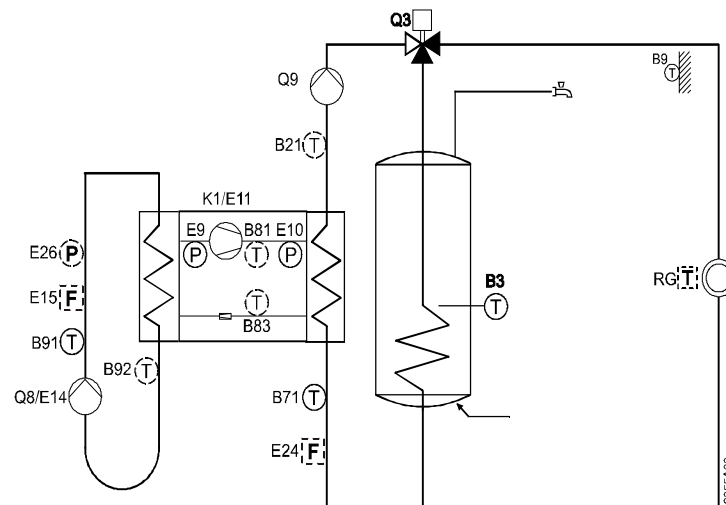 Q3
B9
T
Q9
B21 T
K1/E11
E9 B81 E10
P T P
E26 P
E15 F
T
B83
B3
T
RG T
B91 T
B92 T
Q8/E14
B71 T
E24 F